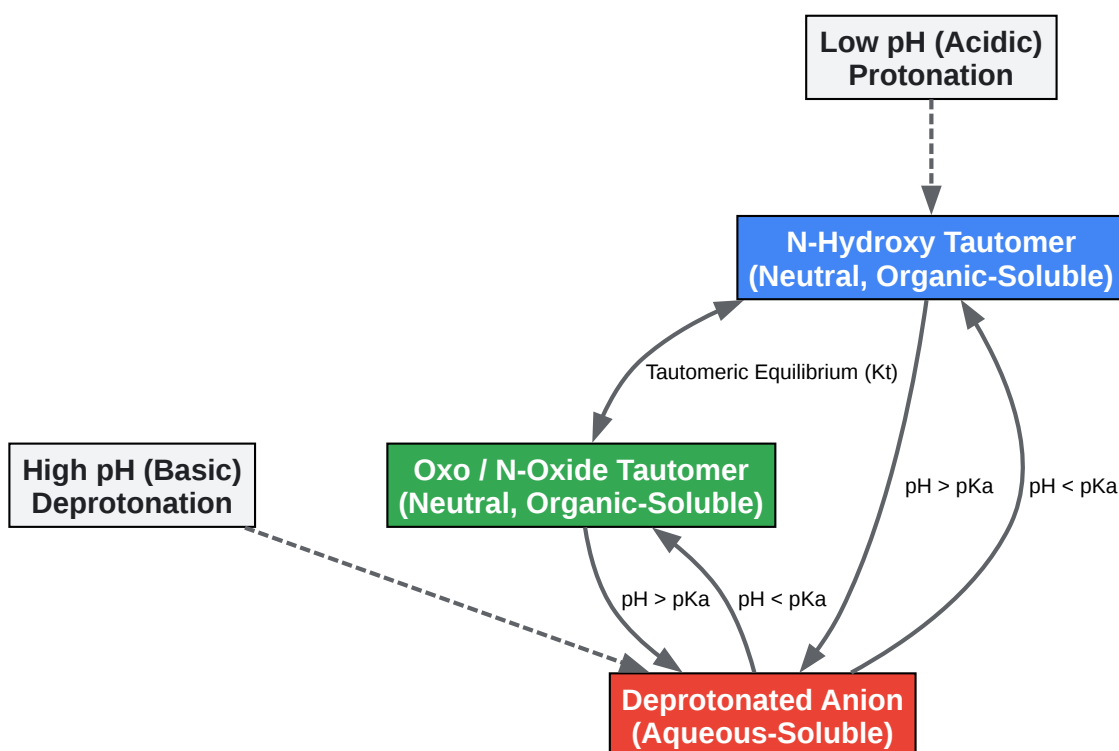 Low pH (Acidic)
Protonation
N-Hydroxy Tautomer
(Neutral, Organic-Soluble)
Tautomeric Equilibrium (Kt)
High pH (Basic)
Deprotonation
Oxo / N-Oxide Tautomer
(Neutral, Organic-Soluble)
pH > pKa
pH < pKa
pH > pKa
pH < pKa
Deprotonated Anion
(Aqueous-Soluble)